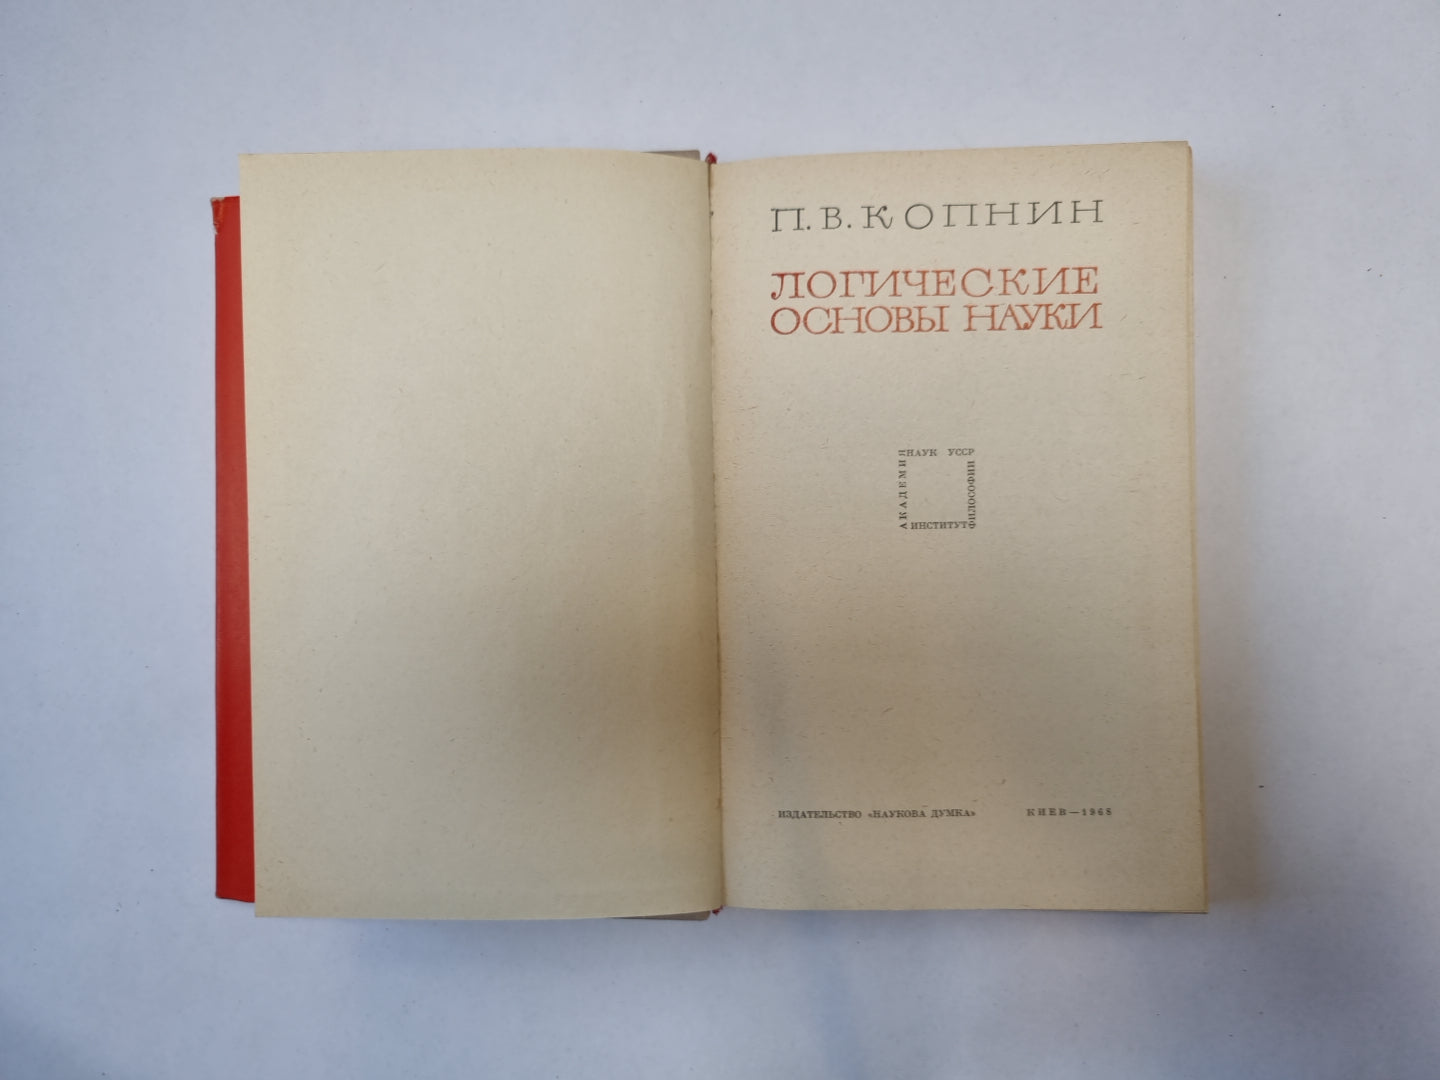 П. В. КОПНИН
ЛОГИЧЕСКИЕ
ОСНОВЫ НАУКИ
АКАДЕМИЯ
НАУК УССР
ИНСТИТУТ
ФИЛОСОФИИ
ИЗДАТЕЛЬСТВО «НАУКОВА ДУМКА» КИЕВ — 1968